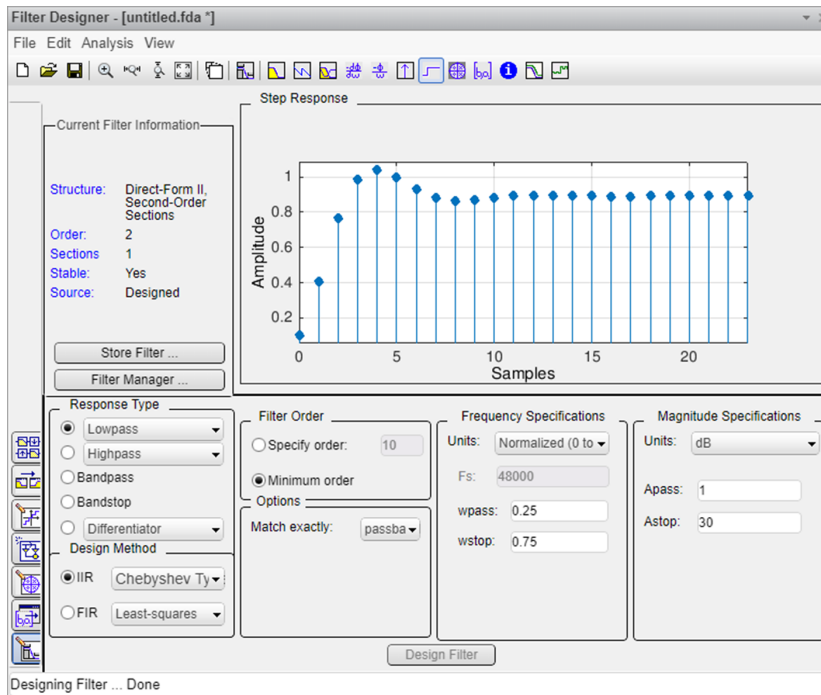 Filter Designer - [untitled.fda *]
File Edit Analysis View
Step Response
Current Filter Information
Structure: Direct-Form II,
Second-Order
Sections
Order: 2
Sections 1
Stable: Yes
Source: Designed
Store Filter ...
Filter Manager ...
Amplitude
1
0.8
0.6
0.4
0.2
0 5 10 15 20
Samples
Response Type
Lowpass
Highpass
Bandpass
Bandstop
Differentiator
Design Method
IIR Chebyshev Ty
FIR Least-squares
Filter Order
Specify order: 10
Minimum order
Options
Match exactly: passba
Frequency Specifications
Units: Normalized (0 to
Fs: 48000
wpass: 0.25
wstop: 0.75
Magnitude Specifications
Units: dB
Apass: 1
Astop: 30
Design Filter
Designing Filter ... Done